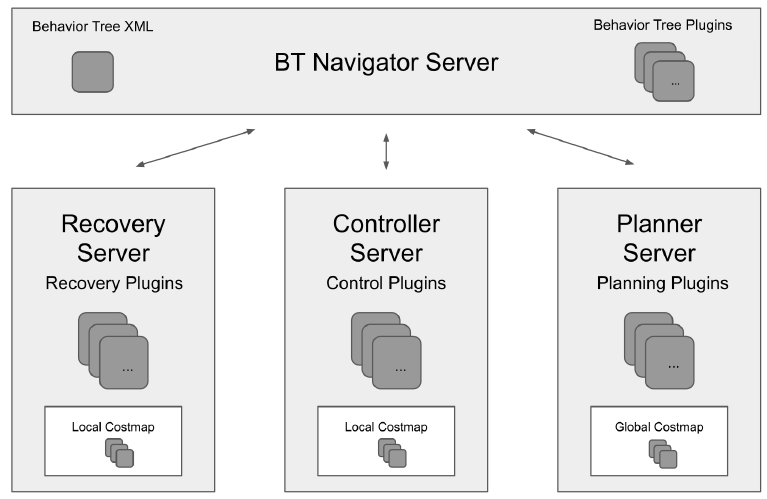 Behavior Tree XML
BT Navigator Server
Behavior Tree Plugins
...
Recovery
Server
Recovery Plugins
...
Local Costmap
Controller
Server
Control Plugins
...
Local Costmap
Planner
Server
Planning Plugins
...
Global Costmap